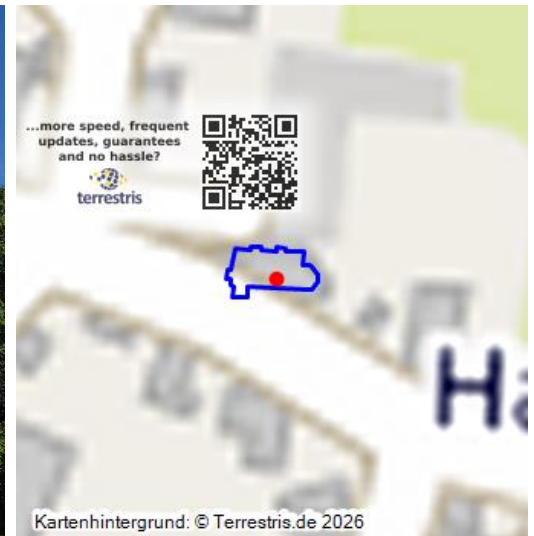 ...more speed, frequent
updates, guarantees
and no hassle?
terrestris
Ha
Kartenhintergrund: © Terrestris.de 2026